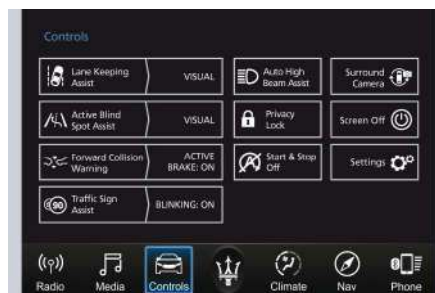 Controls
Lane Keeping
Assist
VISUAL
Auto High
Beam Assist
Surround
Camera
Active Blind
Spot Assist
VISUAL
Privacy
Lock
Screen Off
Forward Collision
Warning
ACTIVE
BRAKE: ON
Start & Stop
Off
Settings
90
Traffic Sign
Assist
BLINKING: ON
Radio
Media
Controls
Climate
Nav
Phone